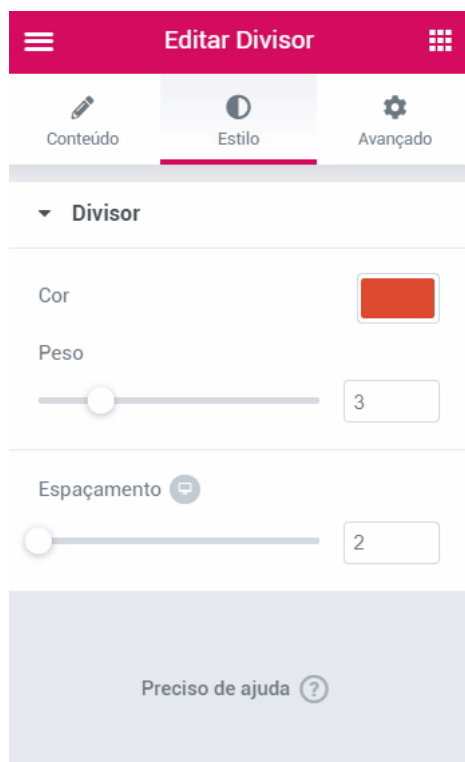 Editar Divisor
Conteúdo Estilo Avançado
Divisor
Cor
Peso
3
Espaçamento
2
Preciso de ajuda ?